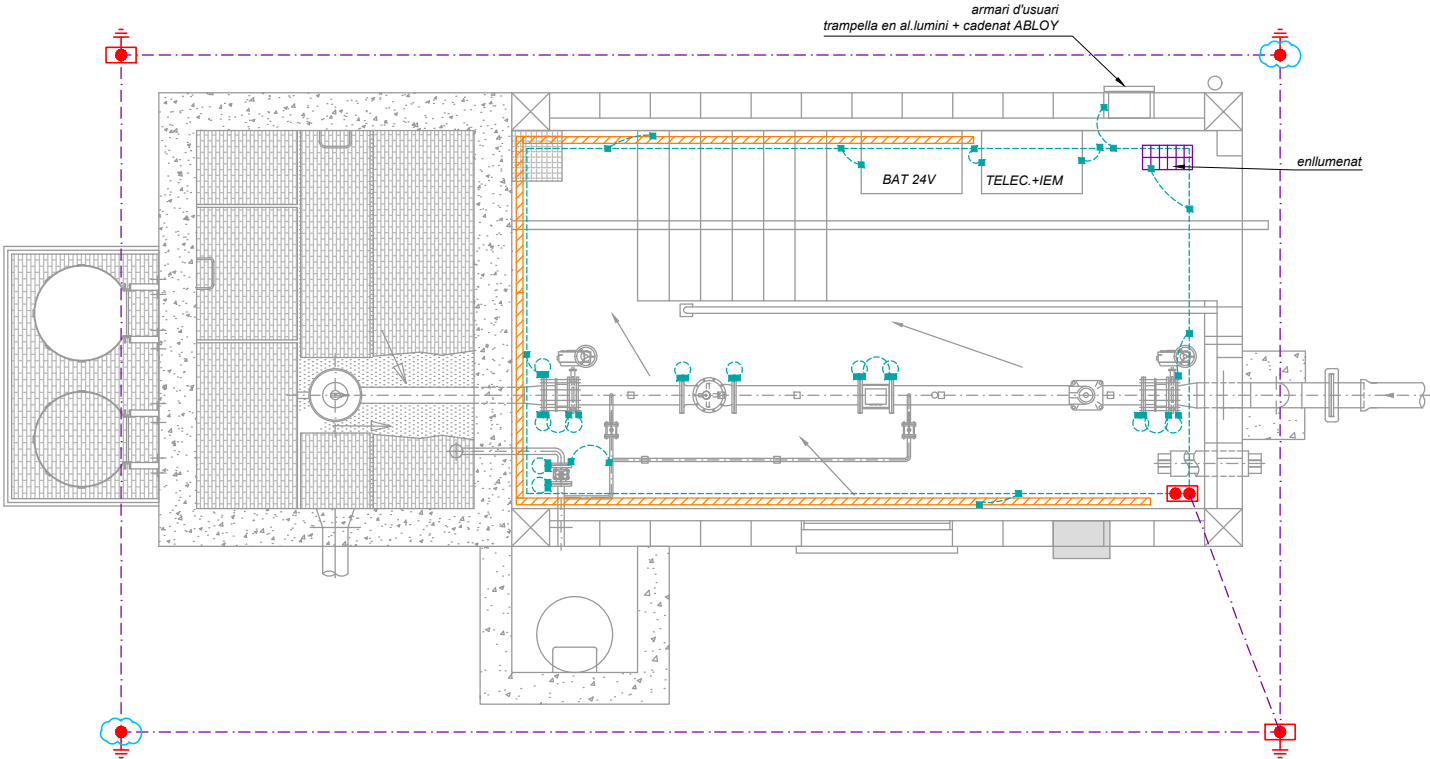 armari d'usuari
trampella en al.lumini + cadenat ABLOY
enllumenat
BAT 24V
TELEC.+IEM